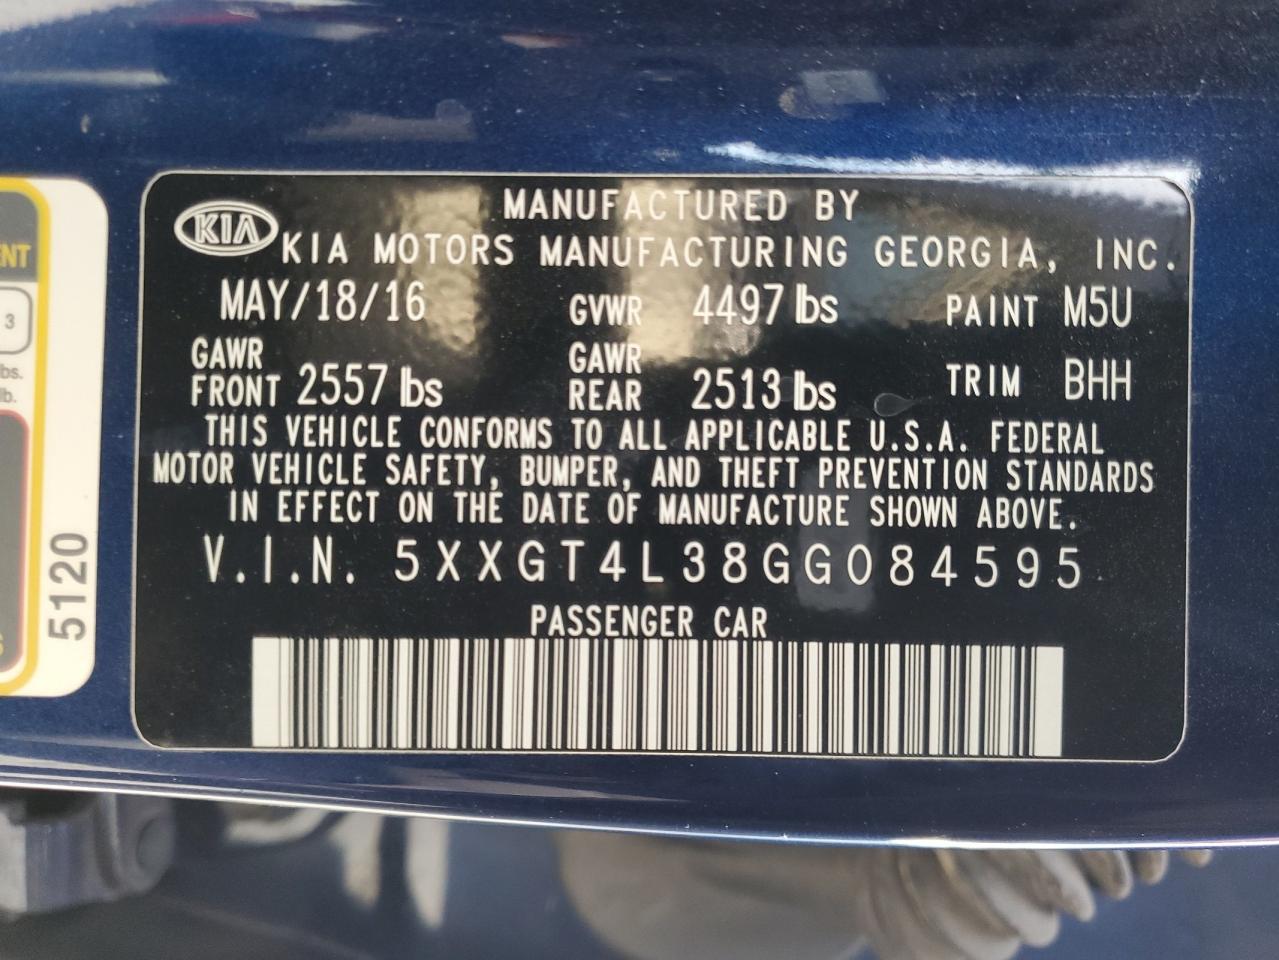 KIA
MANUFACTURED BY
KIA MOTORS MANUFACTURING GEORGIA, INC.
MAY/18/16 GVWR 4497 lbs PAINT M5U
GAWR FRONT 2557 lbs GAWR REAR 2513 lbs TRIM BHH
THIS VEHICLE CONFORMS TO ALL APPLICABLE U.S.A. FEDERAL
MOTOR VEHICLE SAFETY, BUMPER, AND THEFT PREVENTION STANDARDS
IN EFFECT ON THE DATE OF MANUFACTURE SHOWN ABOVE.
V.I.N. 5XXGT4L38GG084595
PASSENGER CAR
5120
3